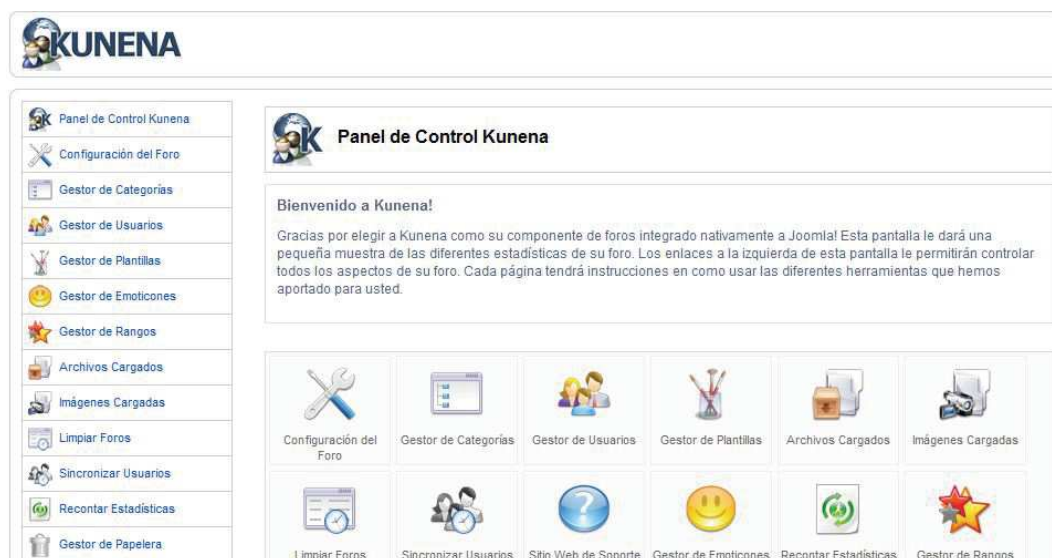 KUNENA
Panel de Control Kunena
Configuración del Foro
Gestor de Categorías
Gestor de Usuarios
Gestor de Plantillas
Gestor de Emoticones
Gestor de Rangos
Archivos Cargados
Imágenes Cargadas
Limpiar Foros
Sincronizar Usuarios
Recontar Estadísticas
Gestor de Papelera
Panel de Control Kunena
Bienvenido a Kunena!
Gracias por elegir a Kunena como su componente de foros integrado nativamente a Joomla! Esta pantalla le dará una
pequeña muestra de las diferentes estadísticas de su foro. Los enlaces a la izquierda de esta pantalla le permitirán controlar
todos los aspectos de su foro. Cada página tendrá instrucciones en como usar las diferentes herramientas que hemos
aportado para usted.
Configuración del
Foro
Gestor de Categorías
Gestor de Usuarios
Gestor de Plantillas
Archivos Cargados
Imágenes Cargadas
Limpiar Foros
Sincronizar Usuarios
Sitio Web de Soporte
Gestor de Emoticones
Recontar Estadísticas
Gestor de Rangos